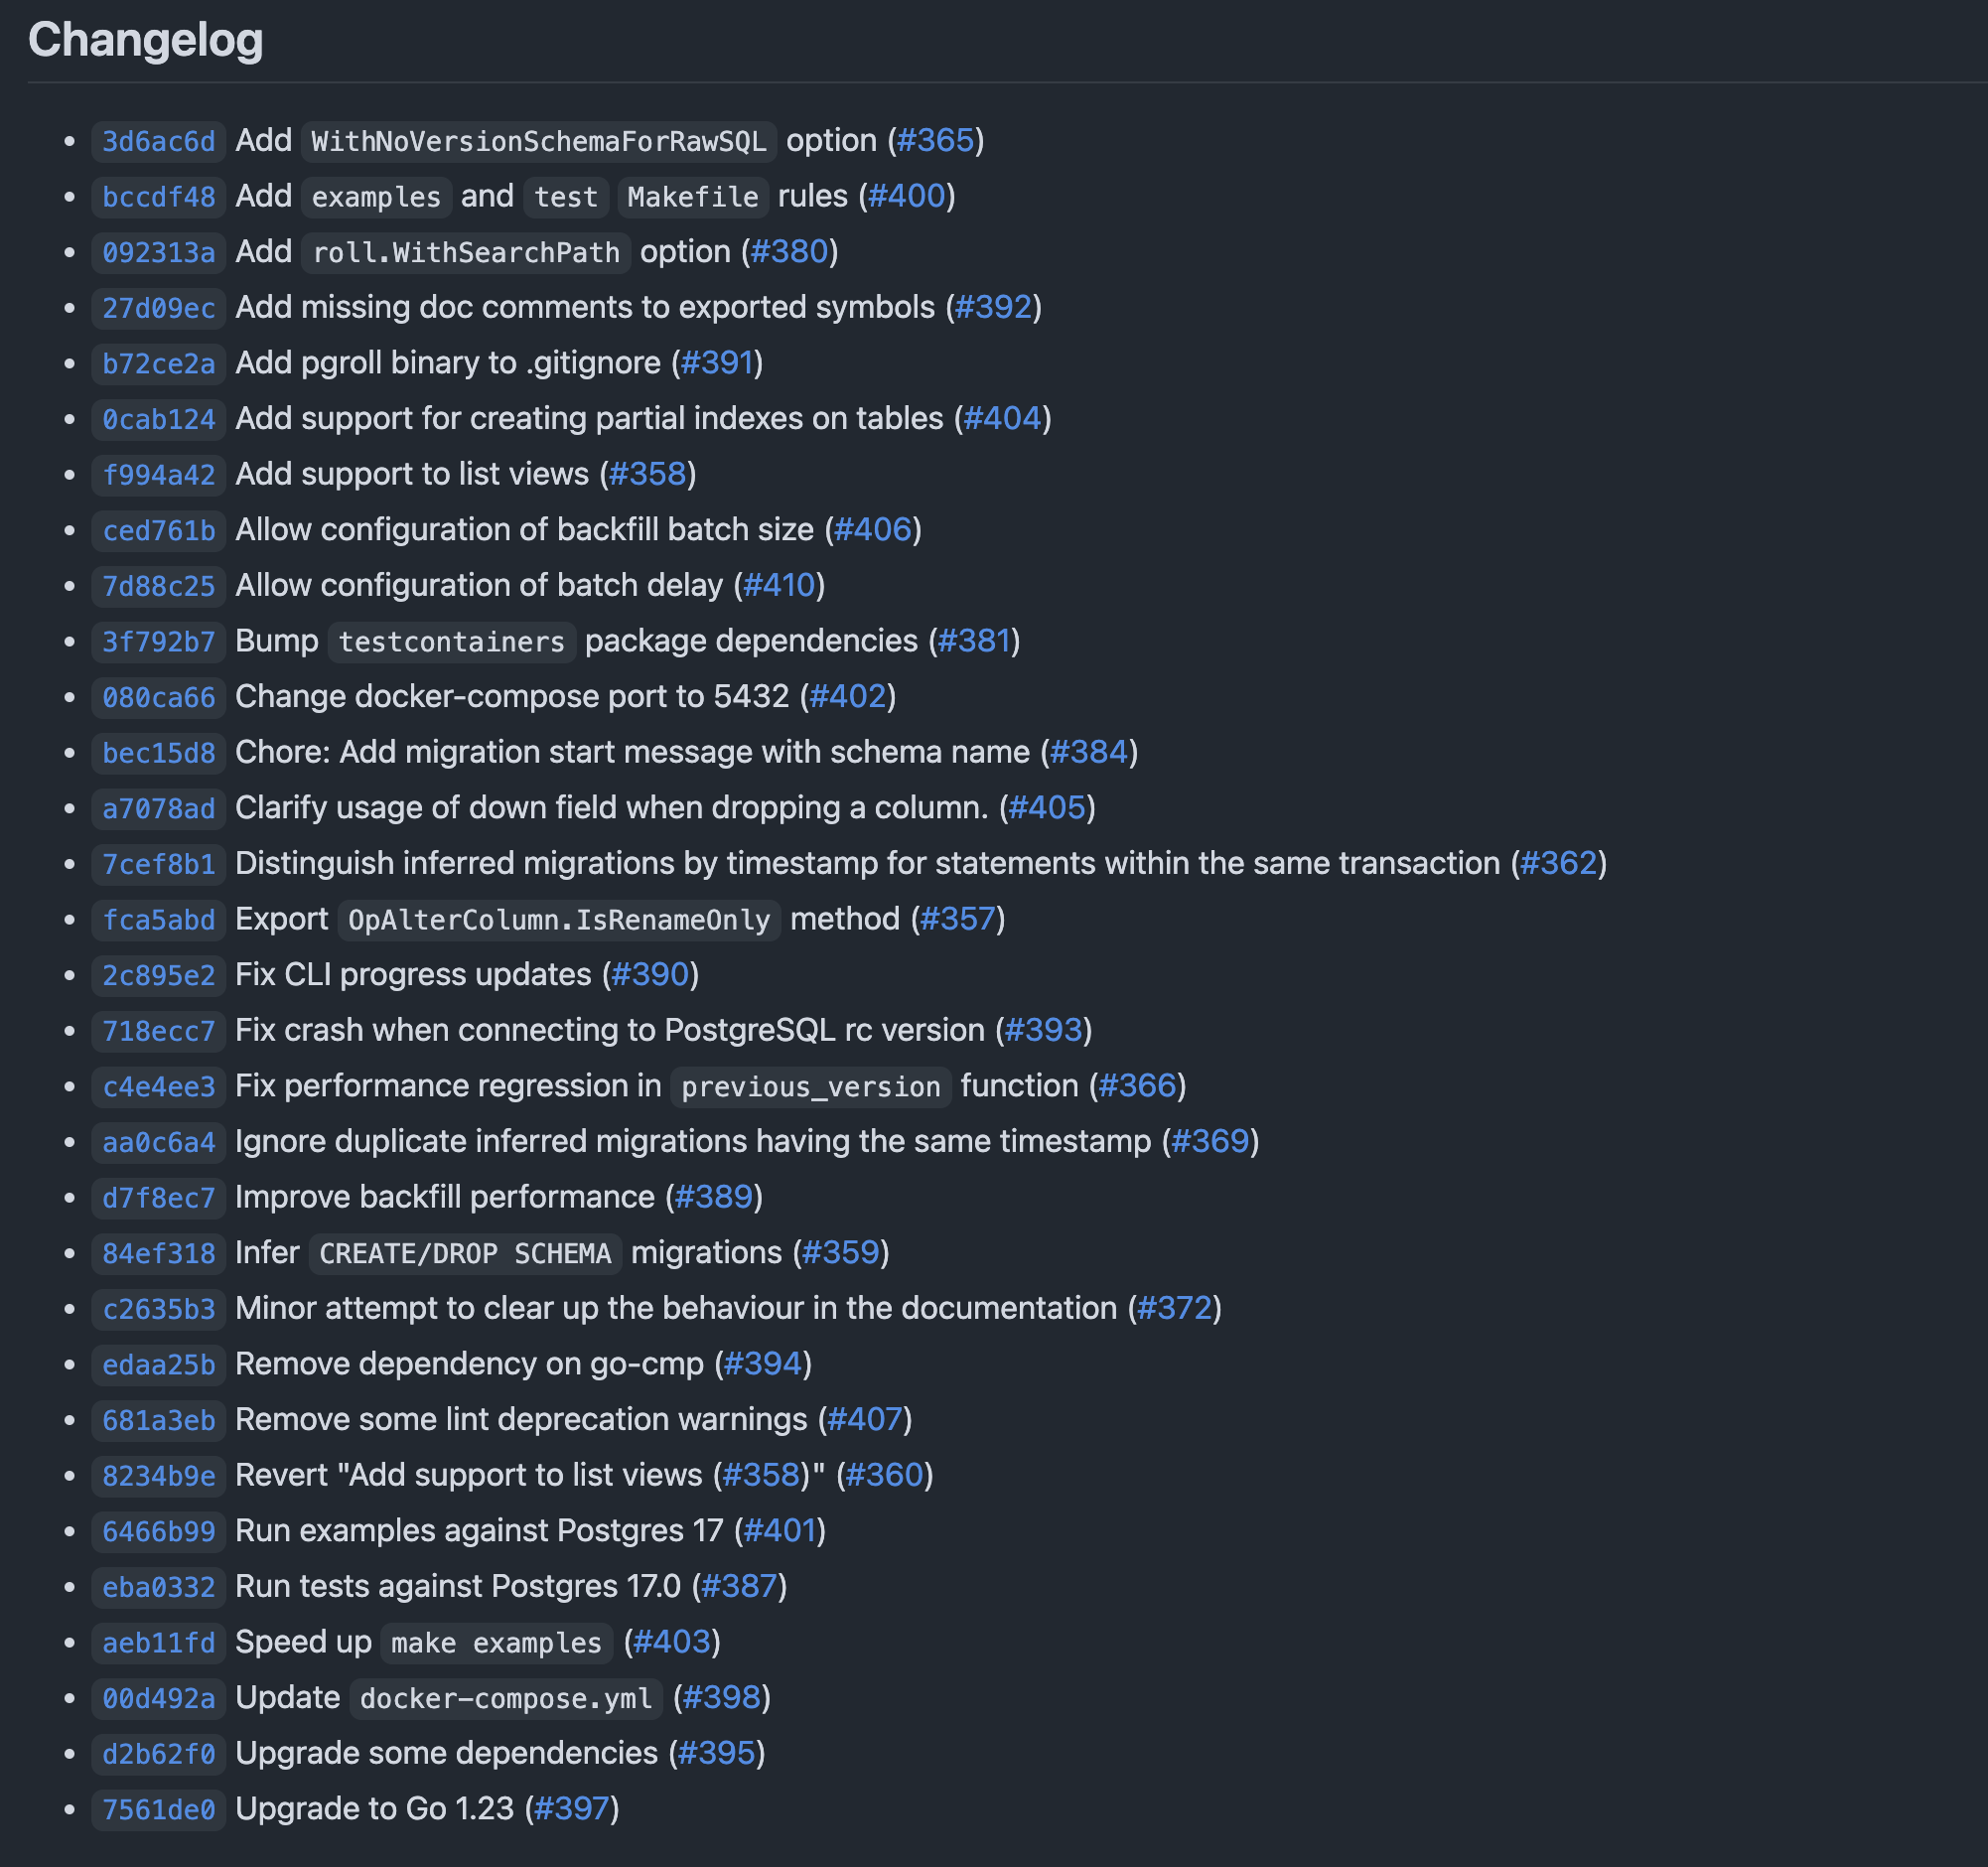 Changelog
3d6ac6d Add WithNoVersionSchemaForRawSQL option (#365)
bccdf48 Add examples and test Makefile rules (#400)
092313a Add roll.WithSearchPath option (#380)
27d09ec Add missing doc comments to exported symbols (#392)
b72ce2a Add pgroll binary to .gitignore (#391)
0cab124 Add support for creating partial indexes on tables (#404)
f994a42 Add support to list views (#358)
ced761b Allow configuration of backfill batch size (#406)
7d88c25 Allow configuration of batch delay (#410)
3f792b7 Bump testcontainers package dependencies (#381)
080ca66 Change docker-compose port to 5432 (#402)
bec15d8 Chore: Add migration start message with schema name (#384)
a7078ad Clarify usage of down field when dropping a column. (#405)
7cef8b1 Distinguish inferred migrations by timestamp for statements within the same transaction (#362)
fca5abd Export OpAlterColumn.IsRenameOnly method (#357)
2c895e2 Fix CLI progress updates (#390)
718ecc7 Fix crash when connecting to PostgreSQL rc version (#393)
c4e4ee3 Fix performance regression in previous_version function (#366)
aa0c6a4 Ignore duplicate inferred migrations having the same timestamp (#369)
d7f8ec7 Improve backfill performance (#389)
84ef318 Infer CREATE/DROP SCHEMA migrations (#359)
c2635b3 Minor attempt to clear up the behaviour in the documentation (#372)
edaa25b Remove dependency on go-cmp (#394)
681a3eb Remove some lint deprecation warnings (#407)
8234b9e Revert "Add support to list views (#358)" (#360)
6466b99 Run examples against Postgres 17 (#401)
eba0332 Run tests against Postgres 17.0 (#387)
aeb11fd Speed up make examples (#403)
00d492a Update docker-compose.yml (#398)
d2b62f0 Upgrade some dependencies (#395)
7561de0 Upgrade to Go 1.23 (#397)